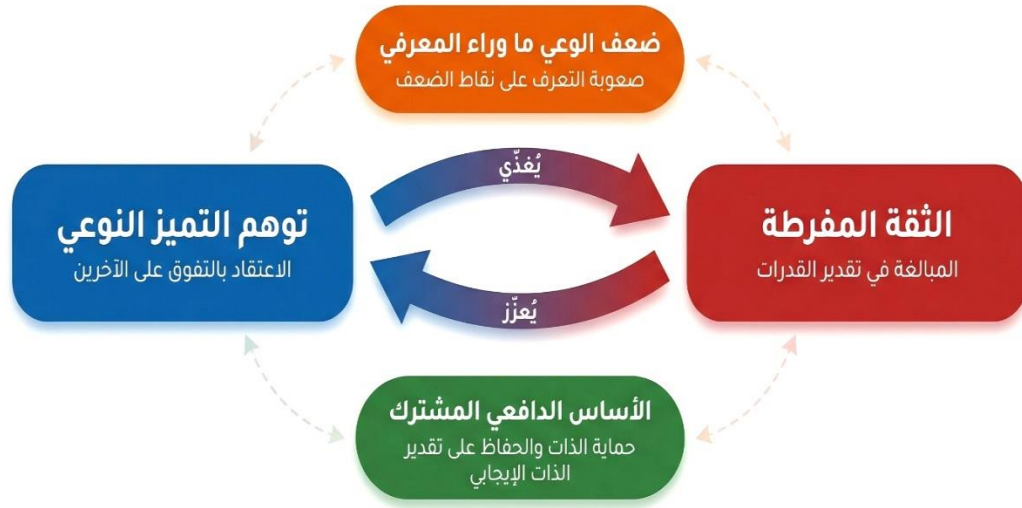 ضعف الوعي ما وراء المعرفي
صعوبة التعرف على نقاط الضعف
يُغذّي
الثقة المفرطة
المبالغة في تقدير القدرات
توهم التميز النوعي
الاعتقاد بالتفوق على الآخرين
يُعزّز
الأساس الدافعي المشترك
حماية الذات والحفاظ على تقدير
الذات الإيجابي